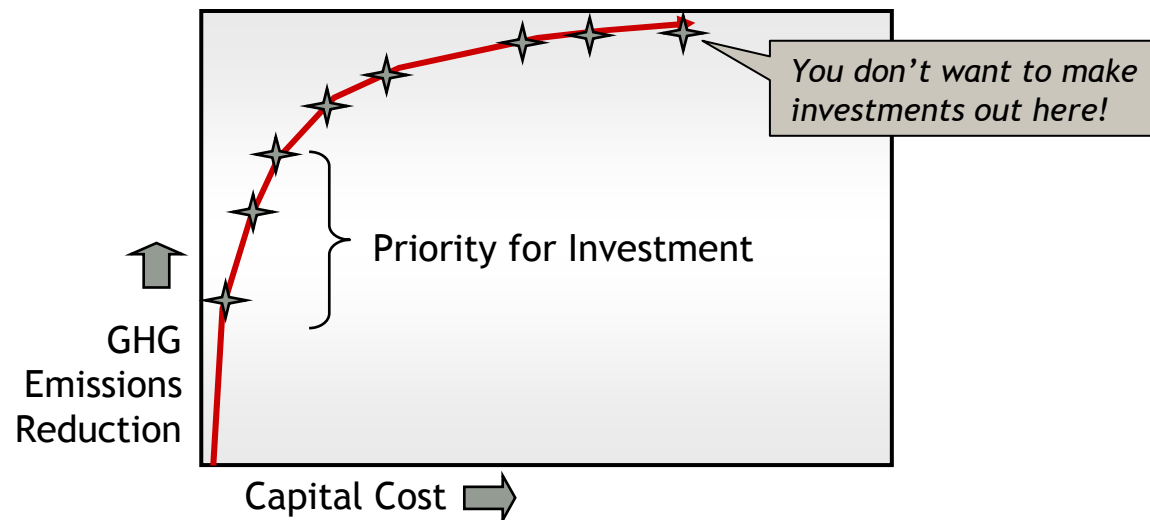 You don’t want to make
investments out here!
Priority for Investment
GHG
Emissions
Reduction
Capital Cost